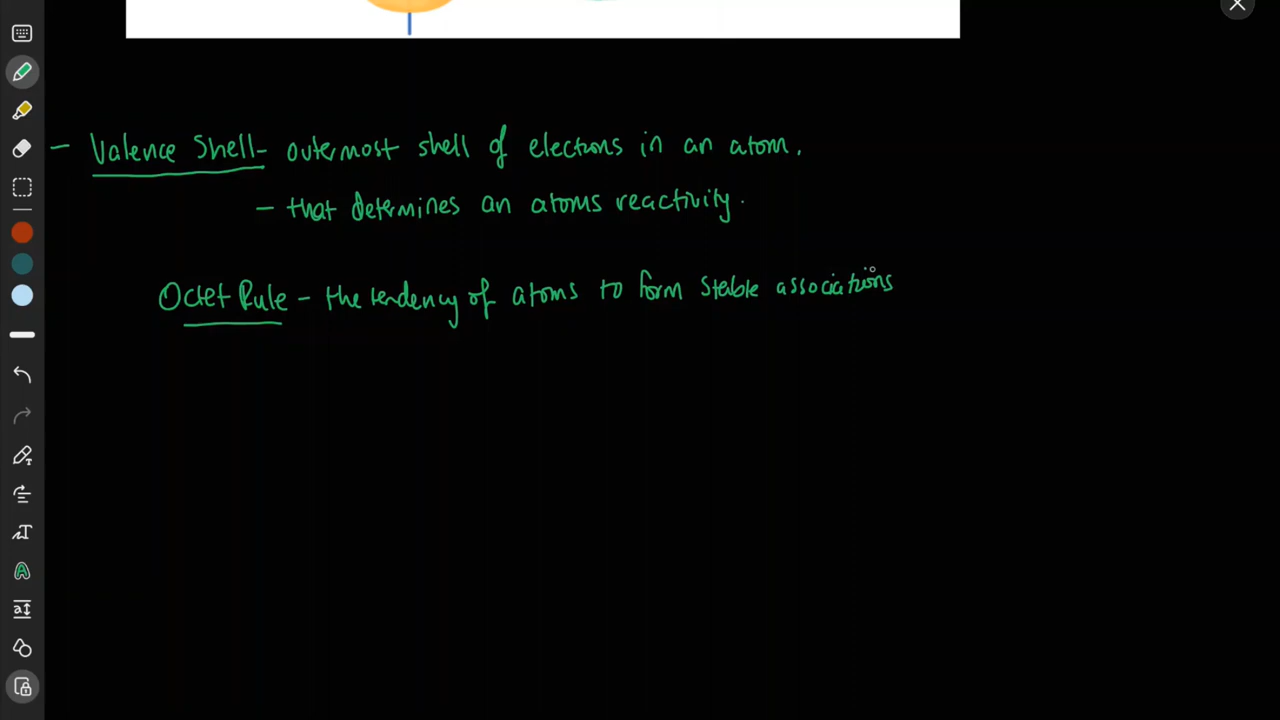 - Valence Shell - outermost shell of elections in an atom.
- that determines an atoms reactivity.
Octet Rule - the tendency of atoms to form stable associations